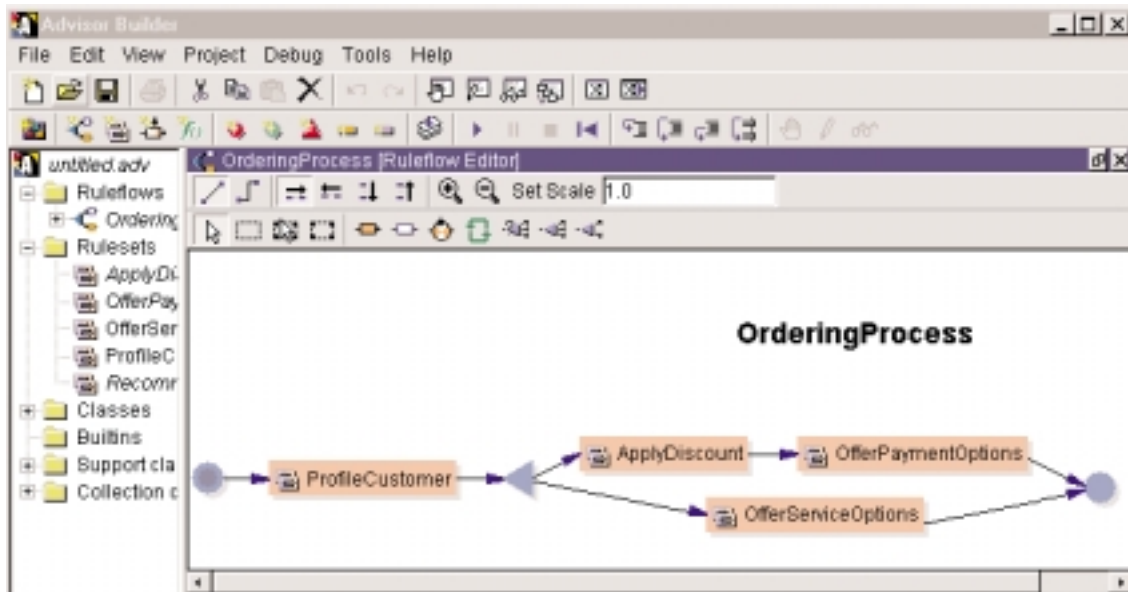 Advisor Builder
File Edit View Project Debug Tools Help
untitled.adv
OrderingProcess [Ruleflow Editor]
Set Scale 1.0
Ruleflows
Ordering
Rulesets
ApplyDi
OfferPay
OfferSer
ProfileC
Recomr
Classes
Builtins
Support cla
Collection c
OrderingProcess
ProfileCustomer
ApplyDiscount
OfferPaymentOptions
OfferServiceOptions